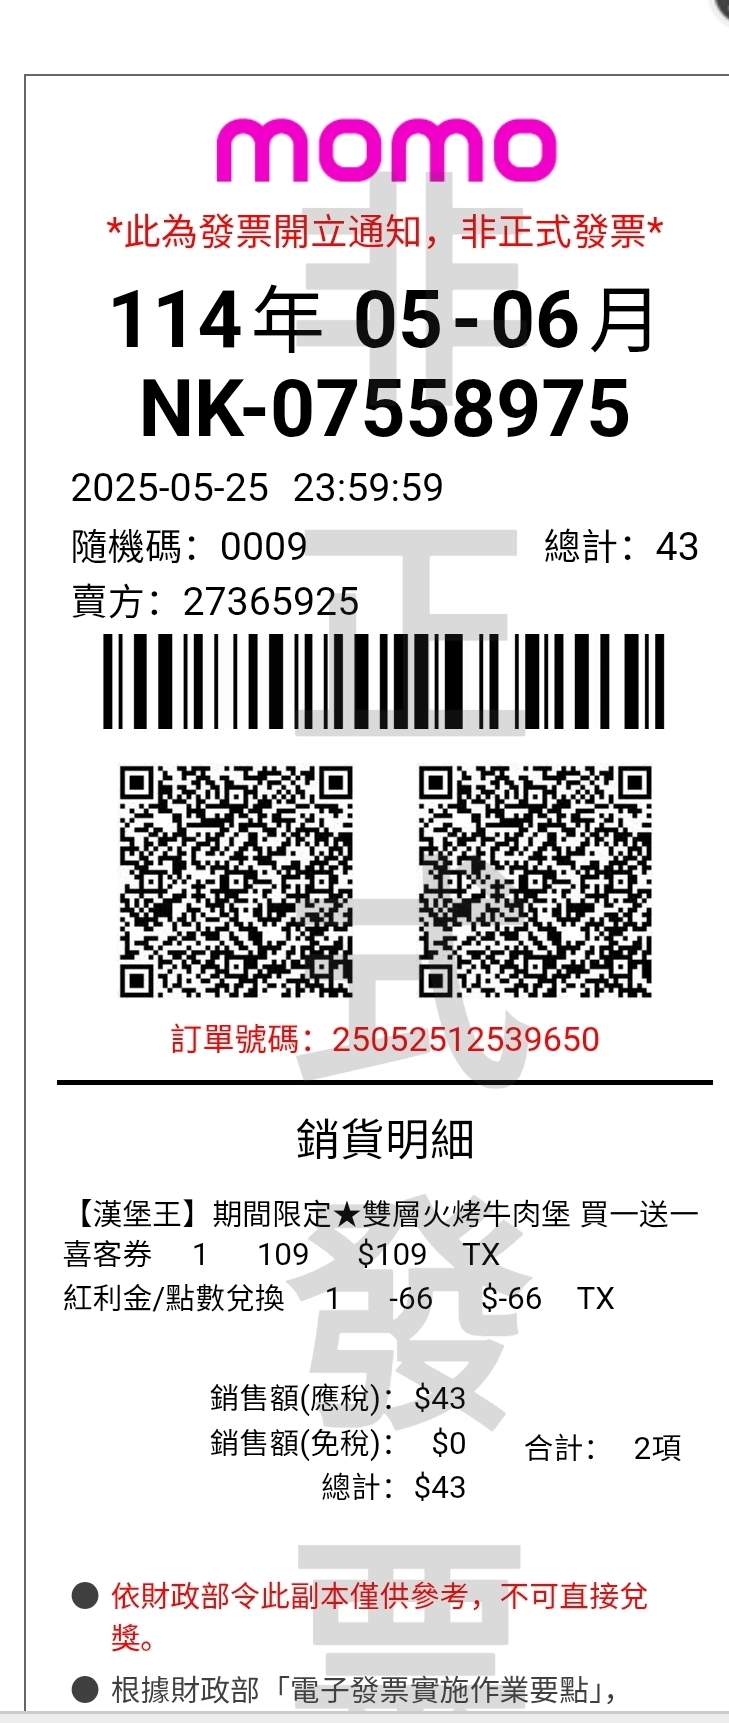 momo
*此為發票開立通知，非正式發票*
114年 05-06月
NK-07558975
2025-05-25 23:59:59
隨機碼：0009 總計：43
賣方：27365925
訂單號碼：25052512539650
銷貨明細
【漢堡王】期間限定★雙層火烤牛肉堡 買一送一
喜客券 1 109 $109 TX
紅利金/點數兌換 1 -66 $-66 TX
銷售額(應稅)：$43
銷售額(免稅)： $0 合計： 2項
總計：$43
● 依財政部令此副本僅供參考，不可直接兌
獎。
● 根據財政部「電子發票實施作業要點」，
非正式發票